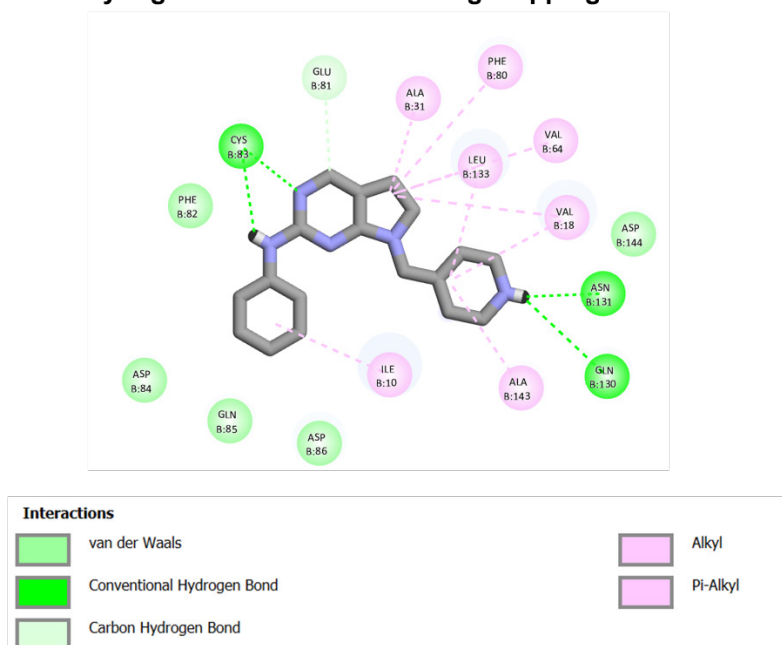 GLU
B:81
PHE
B:80
ALA
B:31
CYS
B:83
VAL
B:64
LEU
B:133
PHE
B:82
VAL
B:18
ASP
B:144
ASN
B:131
ASP
B:84
ILE
B:10
ALA
B:143
GLN
B:130
GLN
B:85
ASP
B:86
Interactions
van der Waals
Alkyl
Conventional Hydrogen Bond
Pi-Alkyl
Carbon Hydrogen Bond